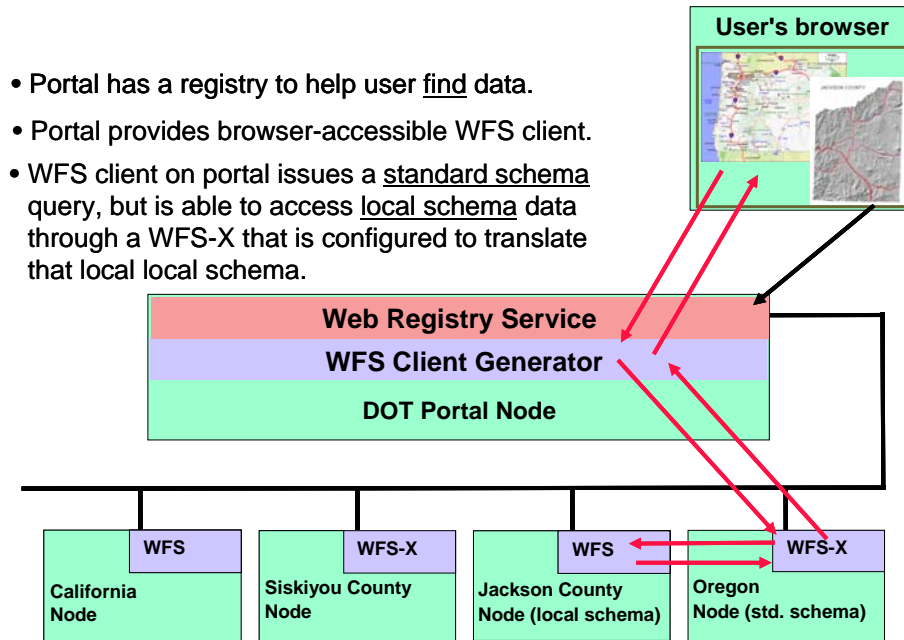 User's browser
• Portal has a registry to help user find data.
• Portal provides browser-accessible WFS client.
• WFS client on portal issues a standard schema
query, but is able to access local schema data
through a WFS-X that is configured to translate
that local local schema.
JACKSON COUNTY
Web Registry Service
WFS Client Generator
DOT Portal Node
WFS
California
Node
WFS-X
Siskiyou County
Node
WFS
Jackson County
Node (local schema)
WFS-X
Oregon
Node (std. schema)